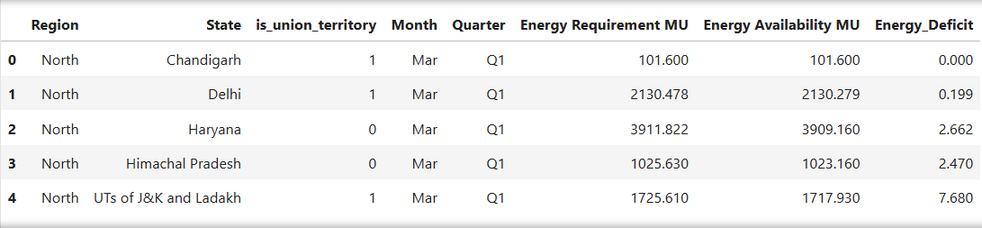 Region State is_union_territory Month Quarter Energy Requirement MU Energy Availability MU Energy_Deficit
0 North Chandigarh 1 Mar Q1 101.600 101.600 0.000
1 North Delhi 1 Mar Q1 2130.478 2130.279 0.199
2 North Haryana 0 Mar Q1 3911.822 3909.160 2.662
3 North Himachal Pradesh 0 Mar Q1 1025.630 1023.160 2.470
4 North UTs of J&K and Ladakh 1 Mar Q1 1725.610 1717.930 7.680